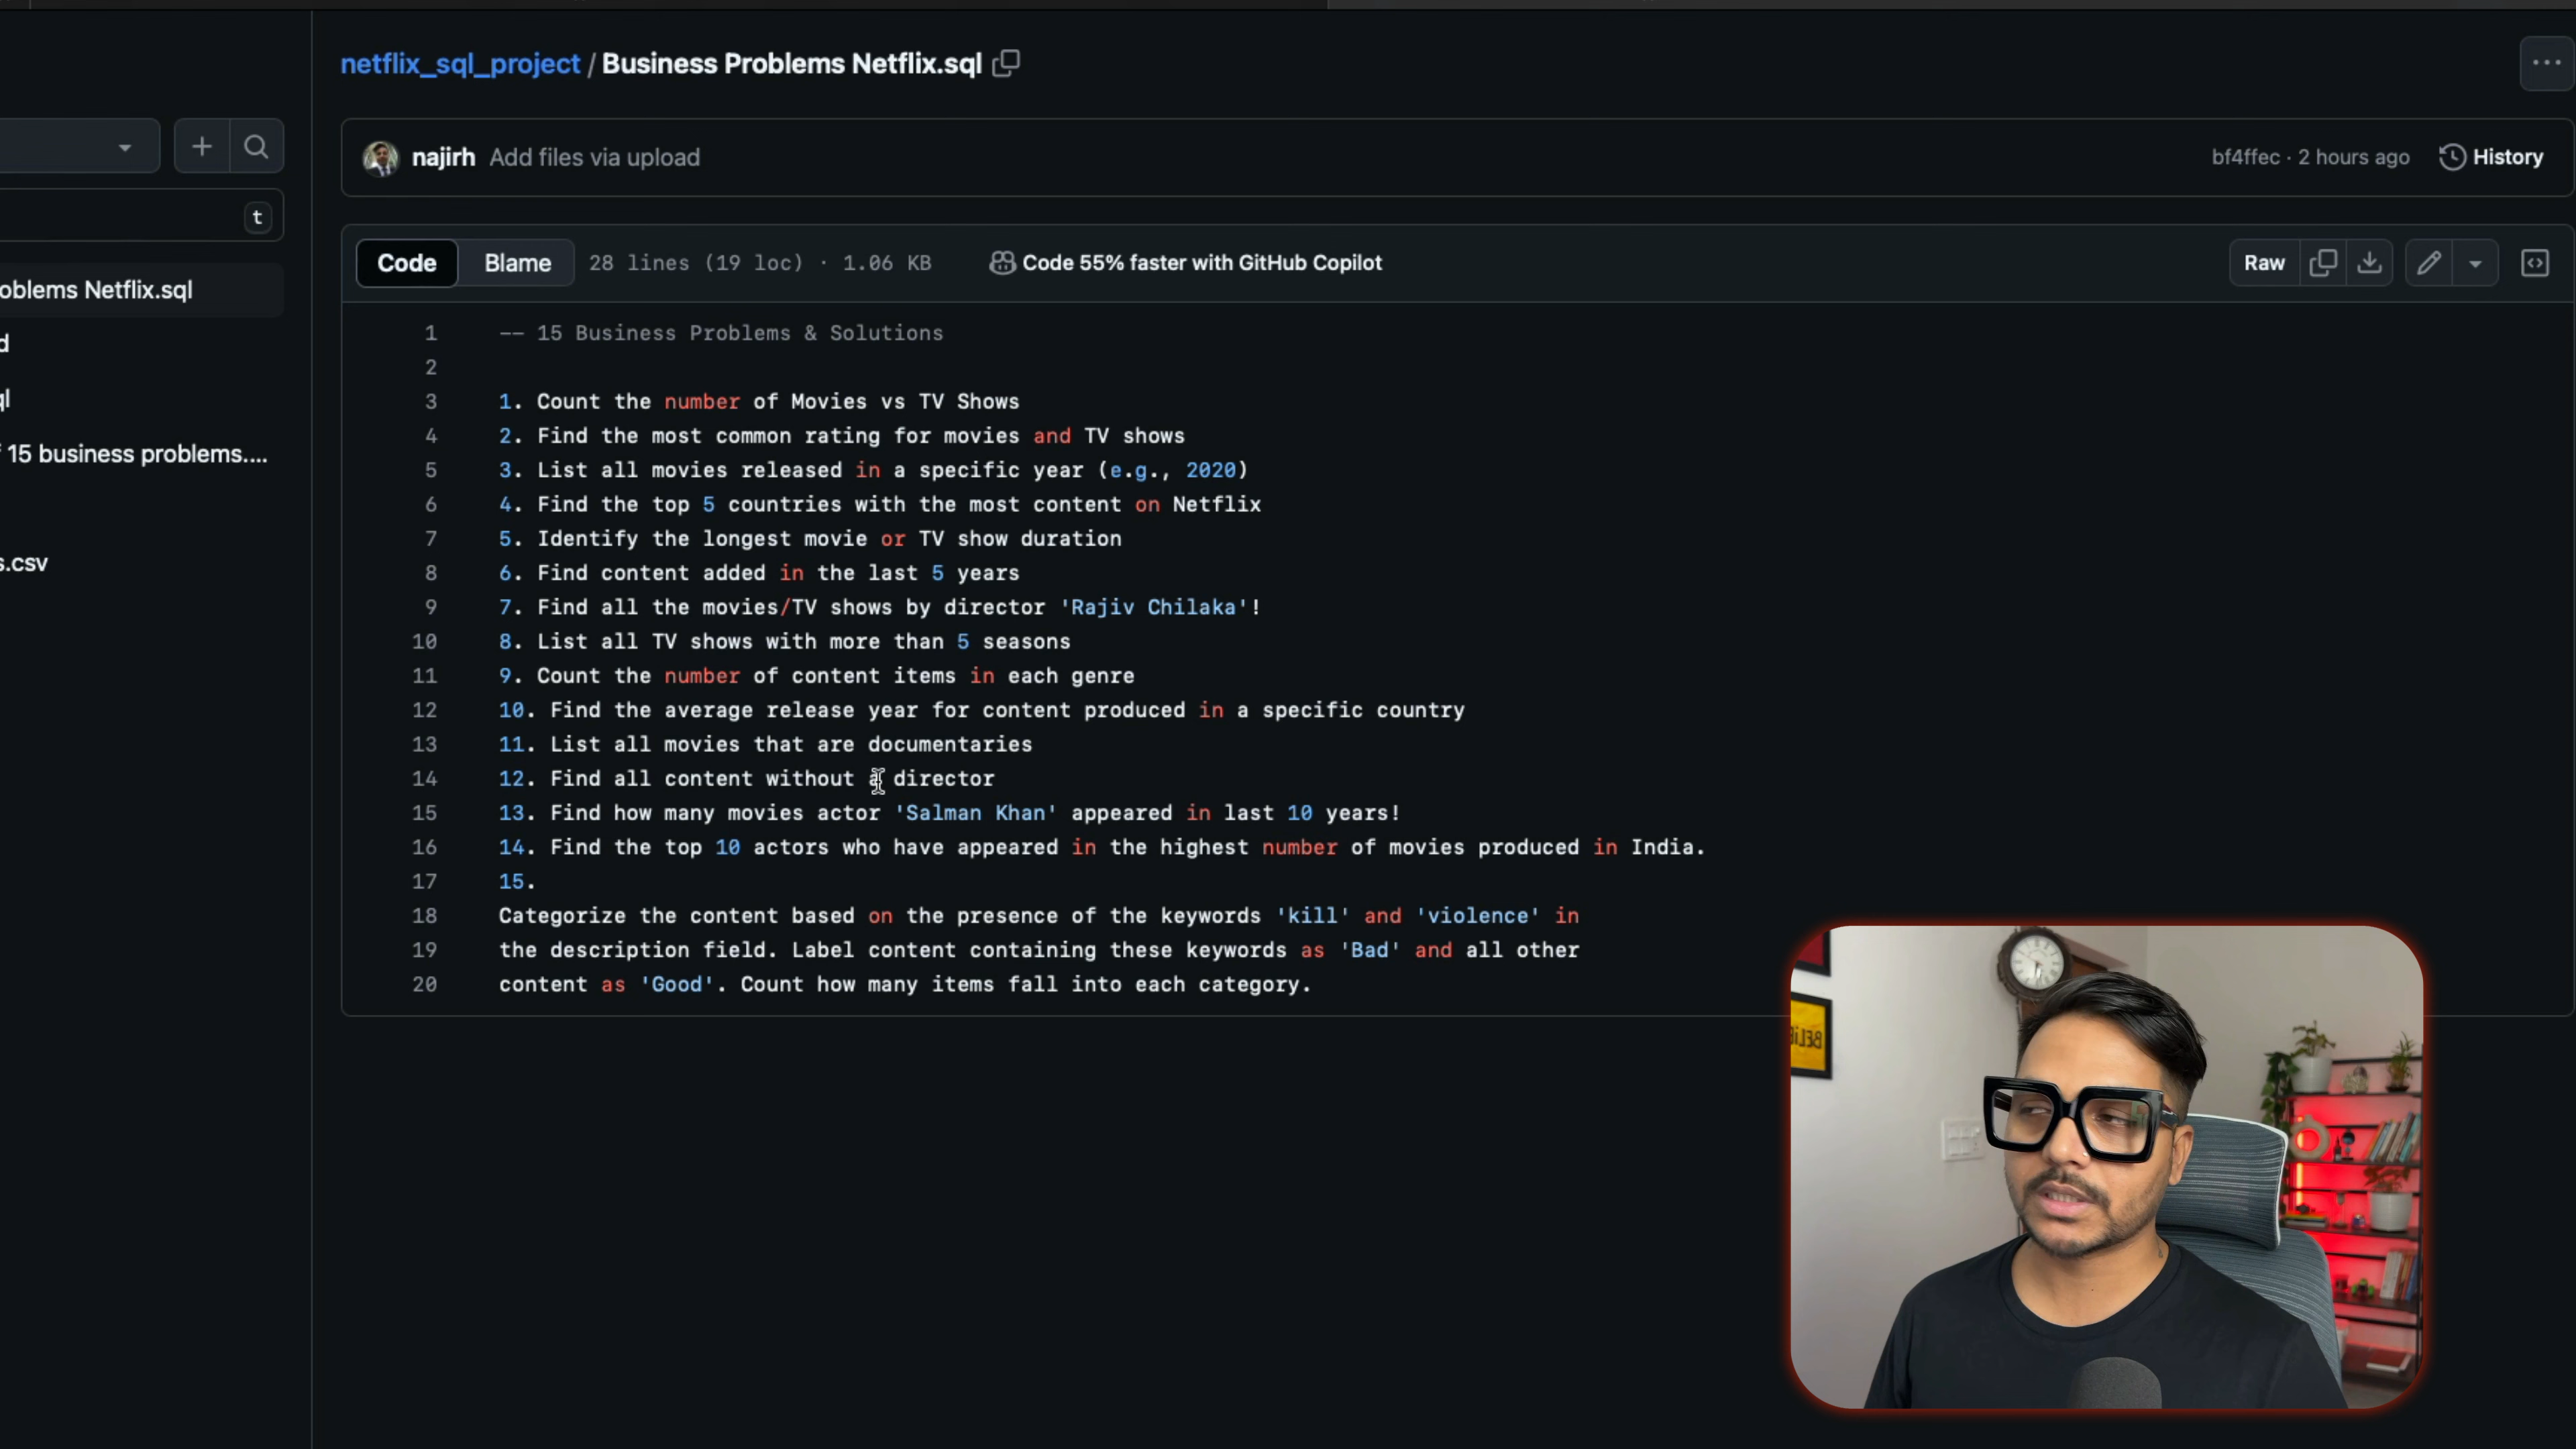 netflix_sql_project / Business Problems Netflix.sql
najirh Add files via upload
bf4ffec · 2 hours ago
History
t
Code
Blame
28 lines (19 loc) · 1.06 KB
Code 55% faster with GitHub Copilot
Raw
oblems Netflix.sql
d
ql
15 business problems....
s.csv
1 -- 15 Business Problems & Solutions
2
3 1. Count the number of Movies vs TV Shows
4 2. Find the most common rating for movies and TV shows
5 3. List all movies released in a specific year (e.g., 2020)
6 4. Find the top 5 countries with the most content on Netflix
7 5. Identify the longest movie or TV show duration
8 6. Find content added in the last 5 years
9 7. Find all the movies/TV shows by director 'Rajiv Chilaka'!
10 8. List all TV shows with more than 5 seasons
11 9. Count the number of content items in each genre
12 10. Find the average release year for content produced in a specific country
13 11. List all movies that are documentaries
14 12. Find all content without a director
15 13. Find how many movies actor 'Salman Khan' appeared in last 10 years!
16 14. Find the top 10 actors who have appeared in the highest number of movies produced in India.
17 15.
18 Categorize the content based on the presence of the keywords 'kill' and 'violence' in
19 the description field. Label content containing these keywords as 'Bad' and all other
20 content as 'Good'. Count how many items fall into each category.